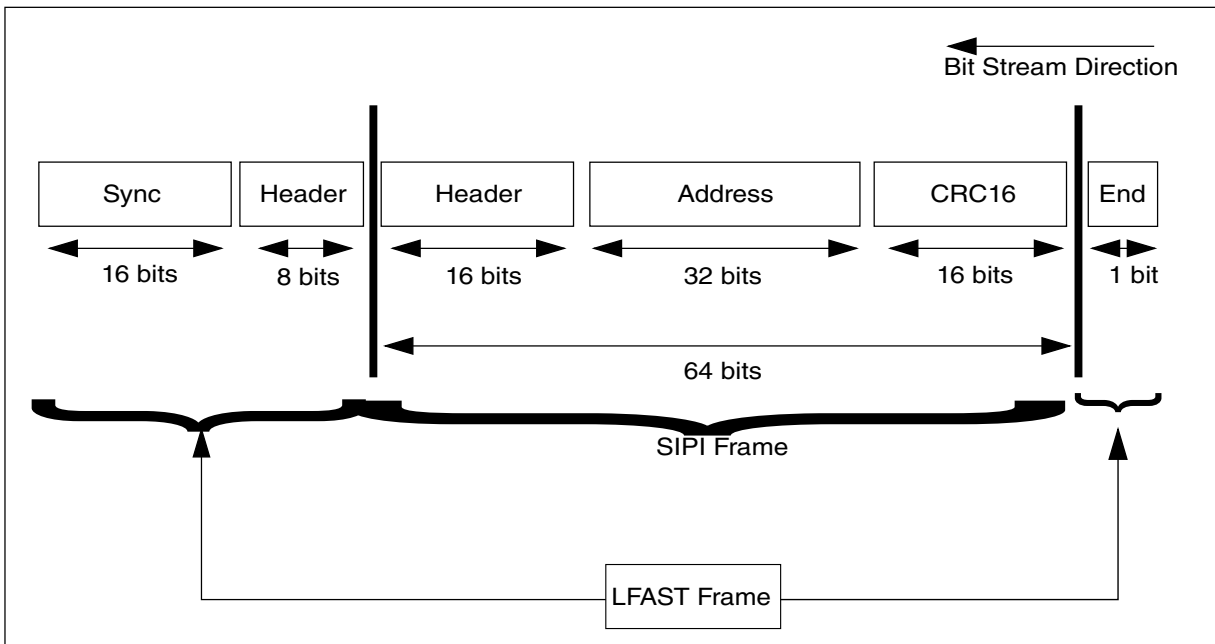 Bit Stream Direction
Sync
Header
Header
Address
CRC16
End
16 bits
8 bits
16 bits
32 bits
16 bits
1 bit
64 bits
SIPI Frame
LFAST Frame